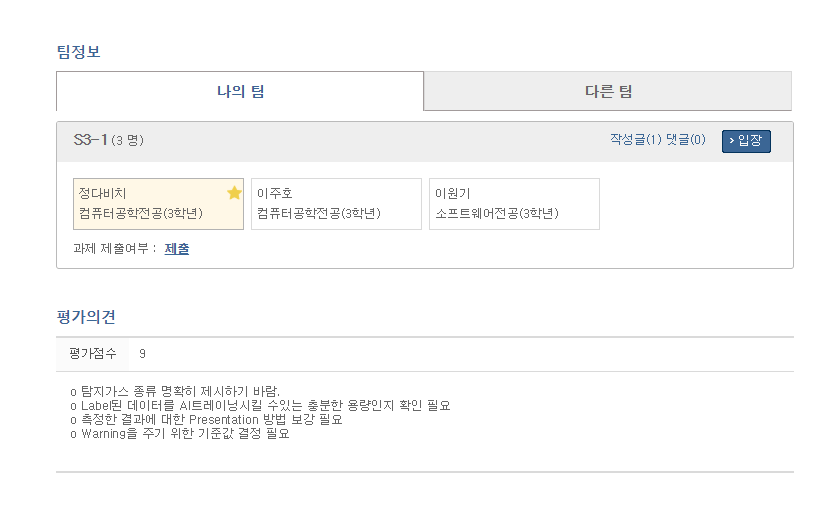 팀정보
나의 팀
다른 팀
S3-1(3 명)
작성글(1) 댓글(0)
› 입장
정다비치
컴퓨터공학전공(3학년)
이주호
컴퓨터공학전공(3학년)
이원기
소프트웨어전공(3학년)
과제 제출여부 : 제출
평가의견
평가점수 9
o 탐지가스 종류 명확히 제시하기 바람.
o Label된 데이터를 AI트레이닝시킬 수있는 충분한 용량인지 확인 필요
o 측정한 결과에 대한 Presentation 방법 보강 필요
o Warning을 주기 위한 기준값 결정 필요